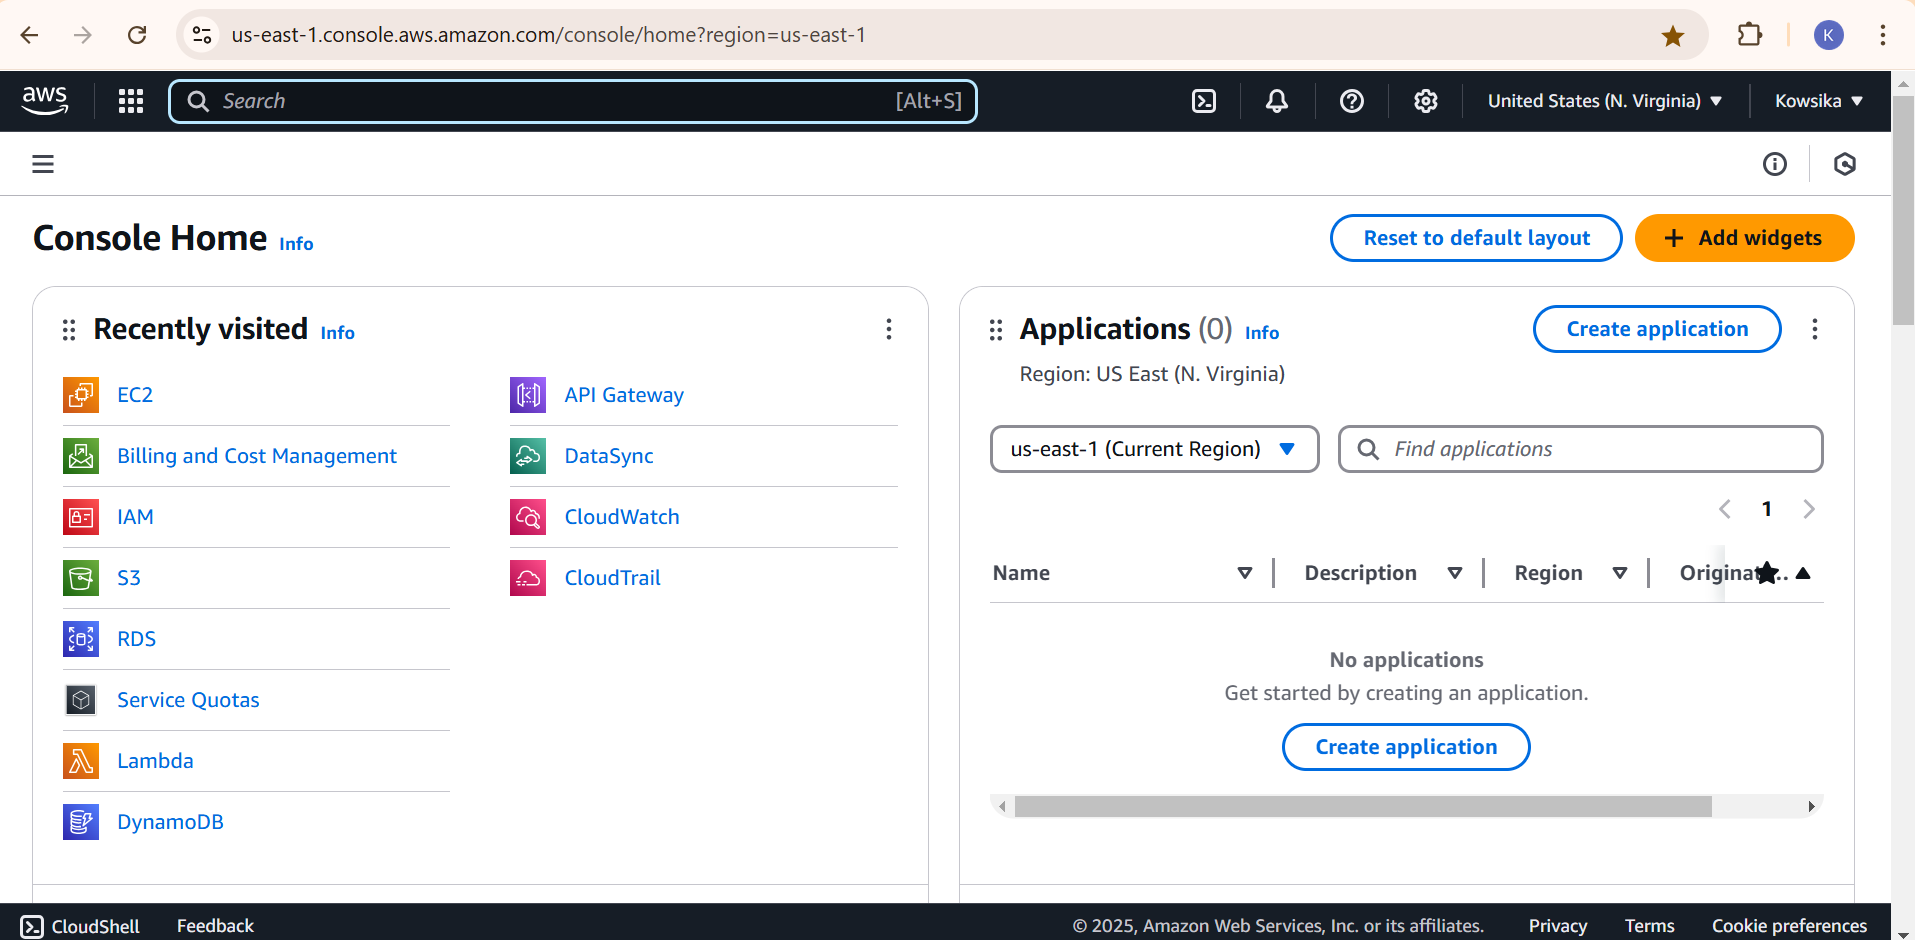 us-east-1.console.aws.amazon.com/console/home?region=us-east-1
K
aws
Search
[Alt+S]
United States (N. Virginia)
Kowsika
Console Home Info
Reset to default layout
+ Add widgets
Recently visited Info
EC2
Billing and Cost Management
IAM
S3
RDS
Service Quotas
Lambda
DynamoDB
API Gateway
DataSync
CloudWatch
CloudTrail
Applications (0) Info
Create application
Region: US East (N. Virginia)
us-east-1 (Current Region)
Find applications
1
Name Description Region
No applications
Get started by creating an application.
Create application
CloudShell Feedback
© 2025, Amazon Web Services, Inc. or its affiliates. Privacy Terms Cookie preferences